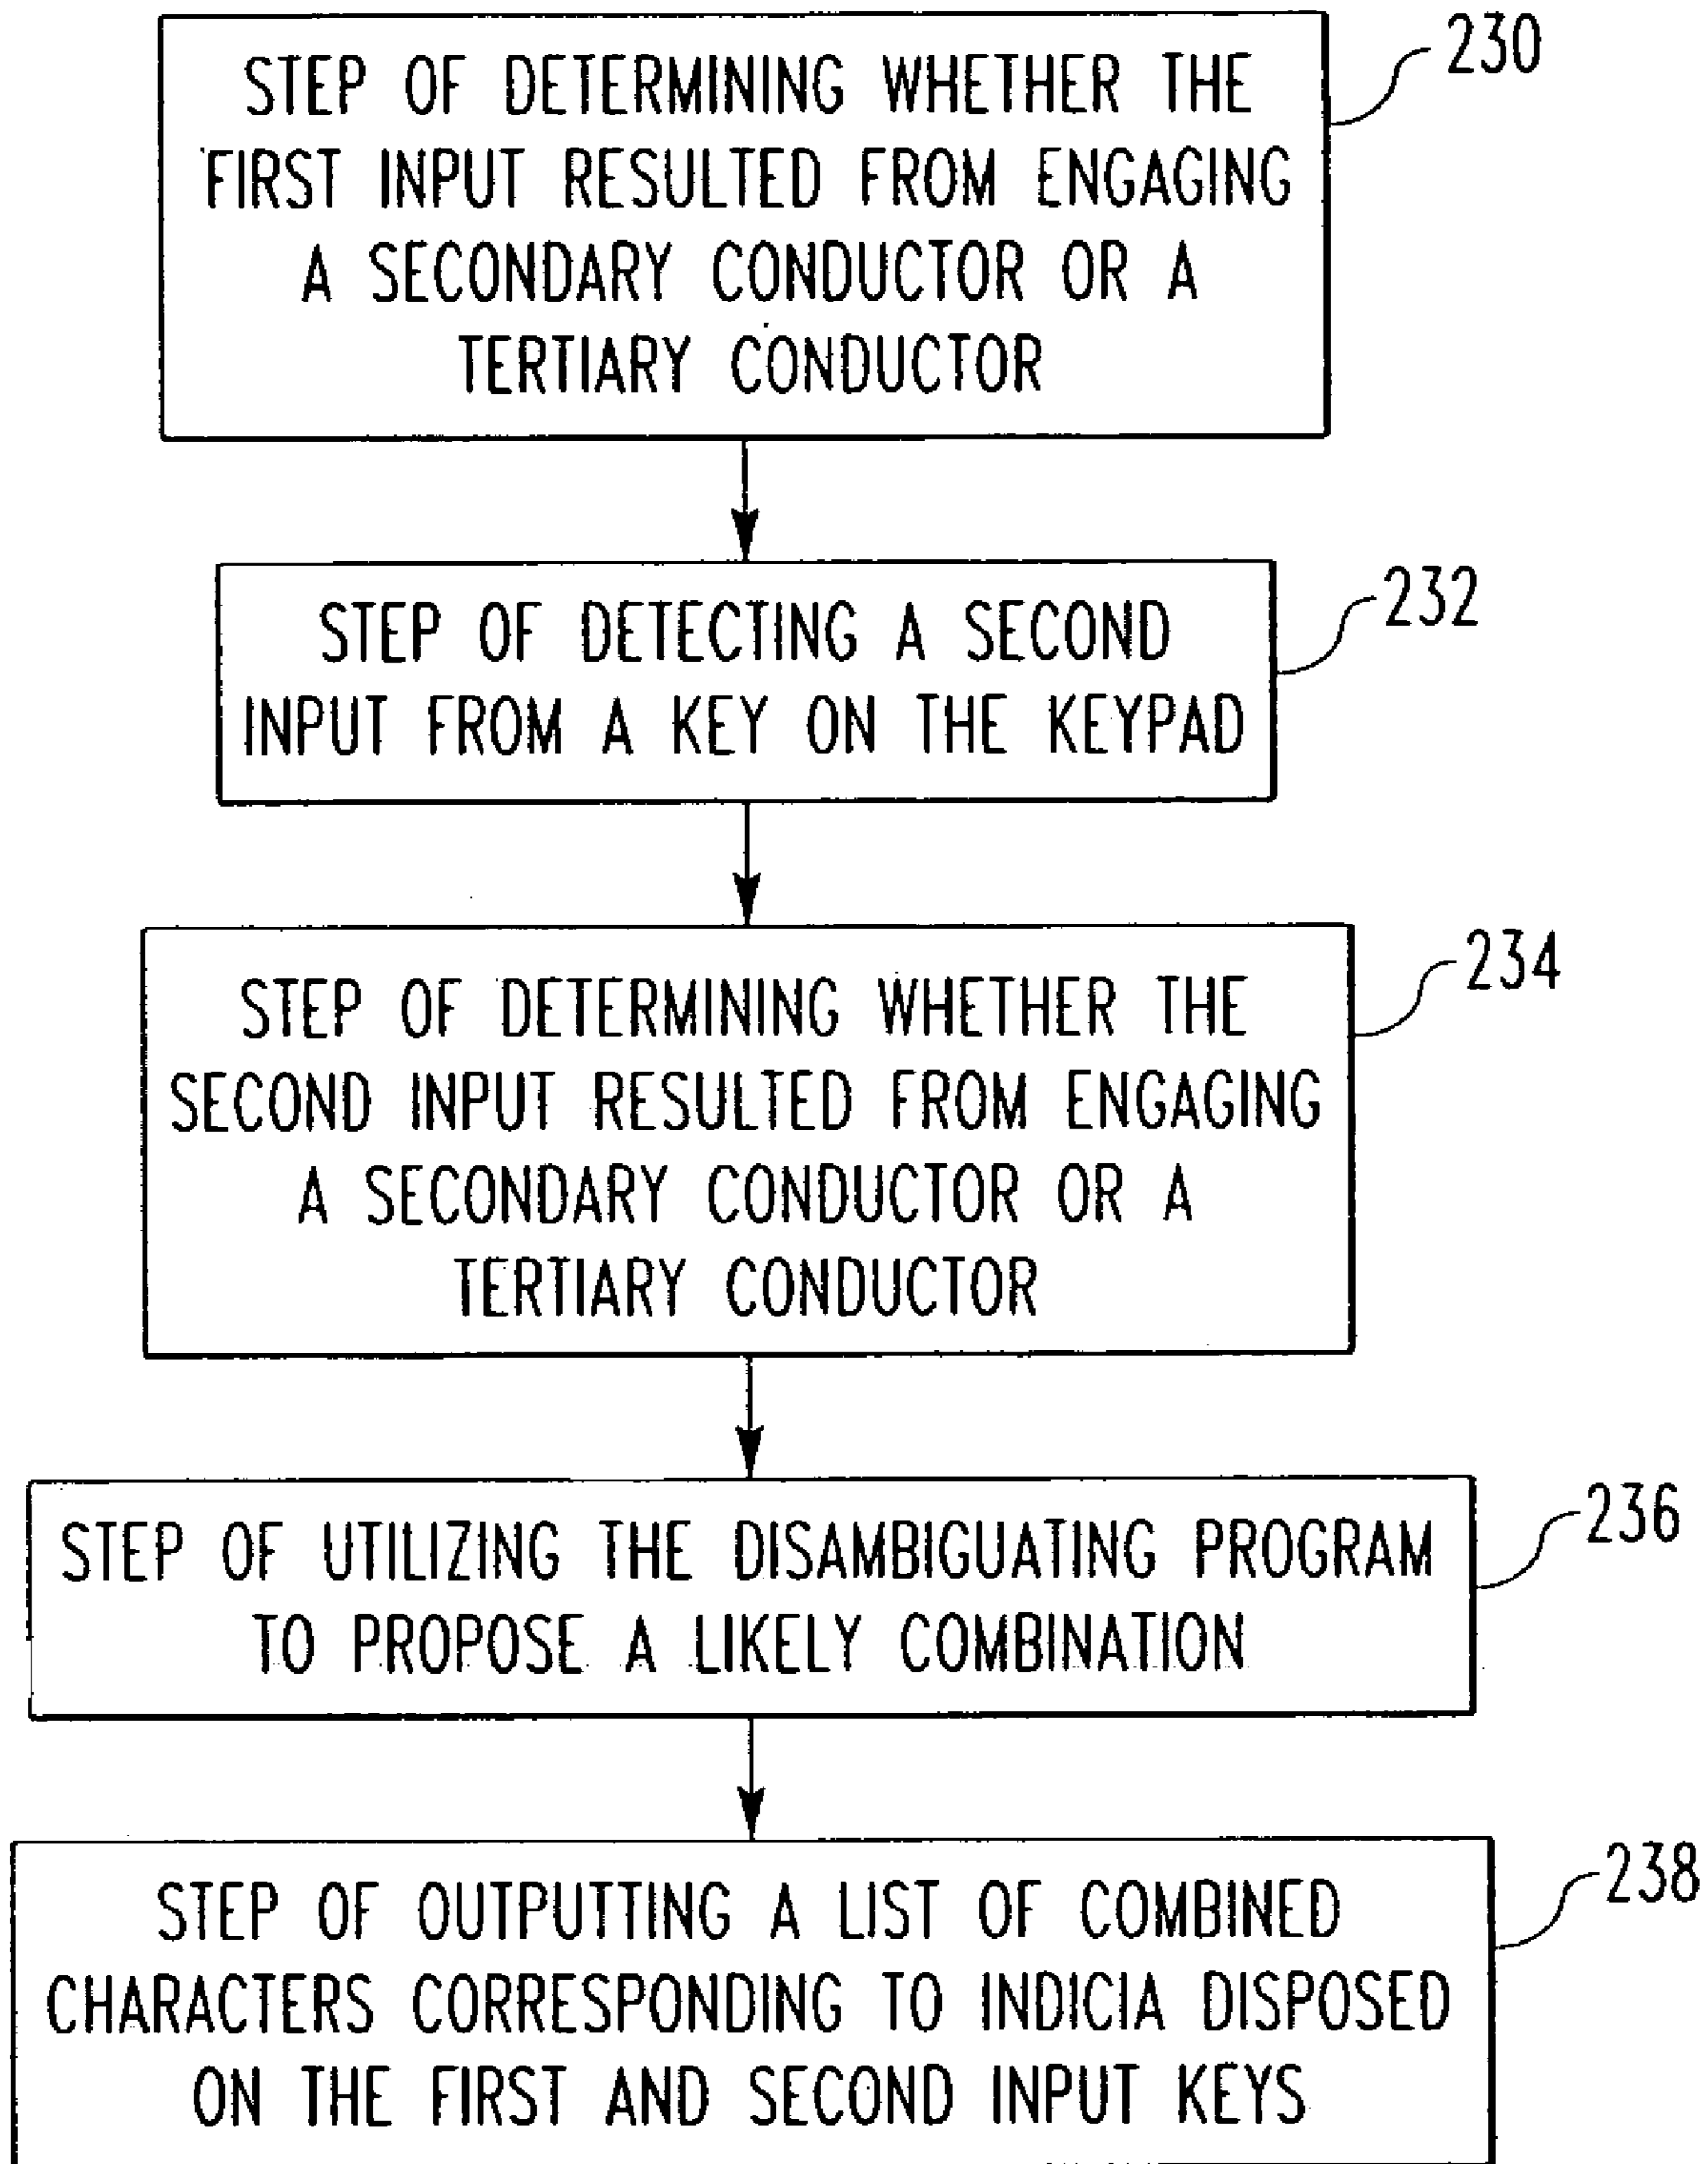 230
STEP OF DETERMINING WHETHER THE
FIRST INPUT RESULTED FROM ENGAGING
A SECONDARY CONDUCTOR OR A
TERTIARY CONDUCTOR
232
STEP OF DETECTING A SECOND
INPUT FROM A KEY ON THE KEYPAD
234
STEP OF DETERMINING WHETHER THE
SECOND INPUT RESULTED FROM ENGAGING
A SECONDARY CONDUCTOR OR A
TERTIARY CONDUCTOR
236
STEP OF UTILIZING THE DISAMBIGUATING PROGRAM
TO PROPOSE A LIKELY COMBINATION
238
STEP OF OUTPUTTING A LIST OF COMBINED
CHARACTERS CORRESPONDING TO INDICIA DISPOSED
ON THE FIRST AND SECOND INPUT KEYS